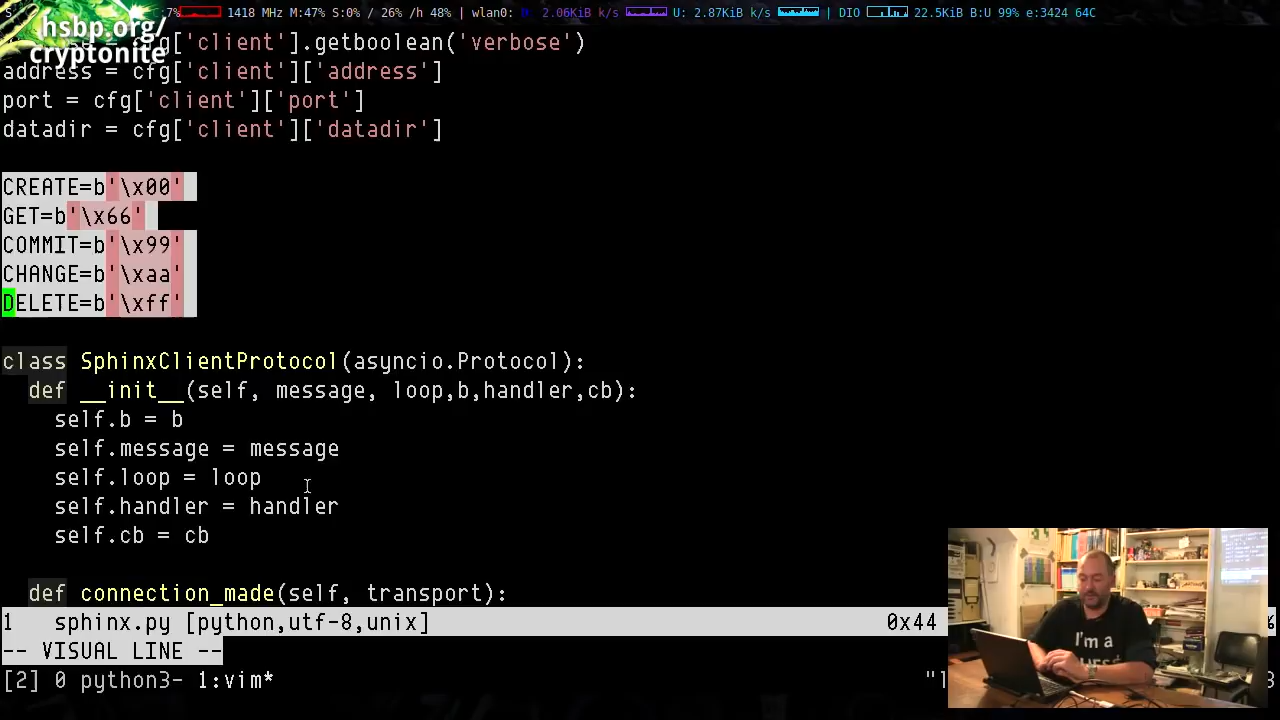 7% 1418 MHz M:47% S:0% / 26% /h 48% | wlan0: D: 2.06KiB k/s U: 2.87KiB k/s | DIO 22.5KiB B:U 99% e:3424 64C
hsbp.org/
cryptonite
cfg['client'].getboolean('verbose')
address = cfg['client']['address']
port = cfg['client']['port']
datadir = cfg['client']['datadir']
CREATE=b'\x00'
GET=b'\x66'
COMMIT=b'\x99'
CHANGE=b'\xaa'
DELETE=b'\xff'
class SphinxClientProtocol(asyncio.Protocol):
def __init__(self, message, loop,b,handler,cb):
self.b = b
self.message = message
self.loop = loop
self.handler = handler
self.cb = cb
def connection_made(self, transport):
1 sphinx.py [python,utf-8,unix] 0x44
-- VISUAL LINE --
[2] 0 python3- 1:vim*
I'm a